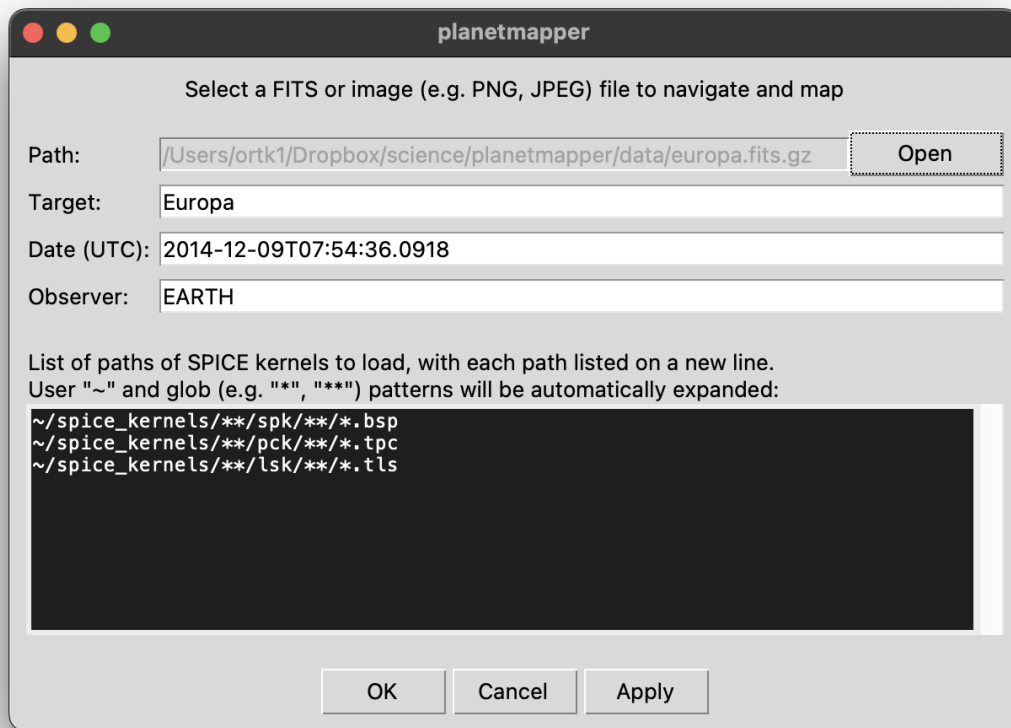 planetmapper
Select a FITS or image (e.g. PNG, JPEG) file to navigate and map
Path: /Users/ortk1/Dropbox/science/planetmapper/data/europa.fits.gz Open
Target: Europa
Date (UTC): 2014-12-09T07:54:36.0918
Observer: EARTH
List of paths of SPICE kernels to load, with each path listed on a new line.
User "~" and glob (e.g. "*", "**") patterns will be automatically expanded:
~/spice_kernels/**/spk/**/*.bsp
~/spice_kernels/**/pck/**/*.tpc
~/spice_kernels/**/lsk/**/*.tls
OK Cancel Apply